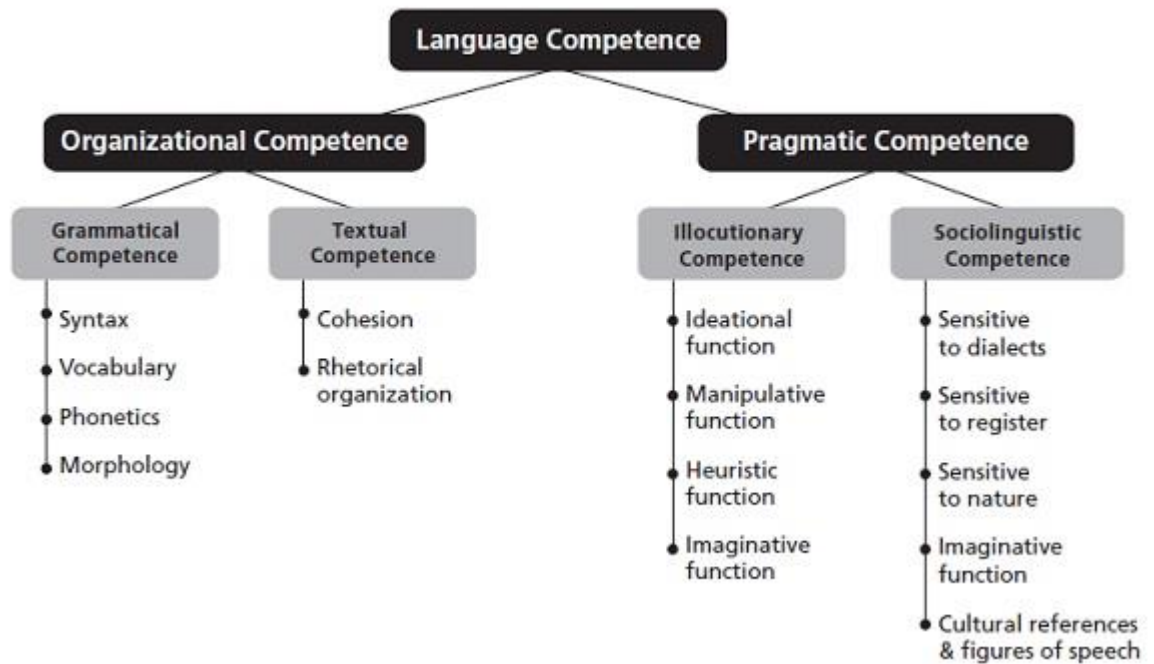 Language Competence
Organizational Competence
Pragmatic Competence
Grammatical
Competence
Textual
Competence
Illocutionary
Competence
Sociolinguistic
Competence
Syntax
Vocabulary
Phonetics
Morphology
Cohesion
Rhetorical
organization
Ideational
function
Manipulative
function
Heuristic
function
Imaginative
function
Sensitive
to dialects
Sensitive
to register
Sensitive
to nature
Imaginative
function
Cultural references
& figures of speech